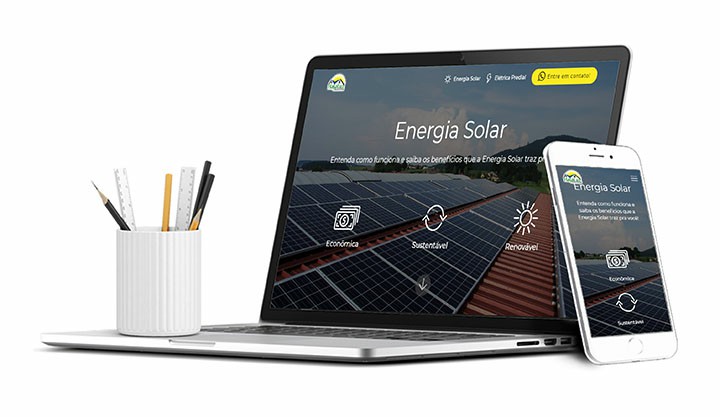 Energia Solar
Elétrica Predial
Entre em contato!
Energia Solar
Entenda como funciona e saiba os benefícios que a Energia Solar traz pra
Econômica
Sustentável
Renovável
Energia Solar
Entenda como funciona e
saiba os benefícios que a
Energia Solar traz pra você!
Econômica
Sustentável